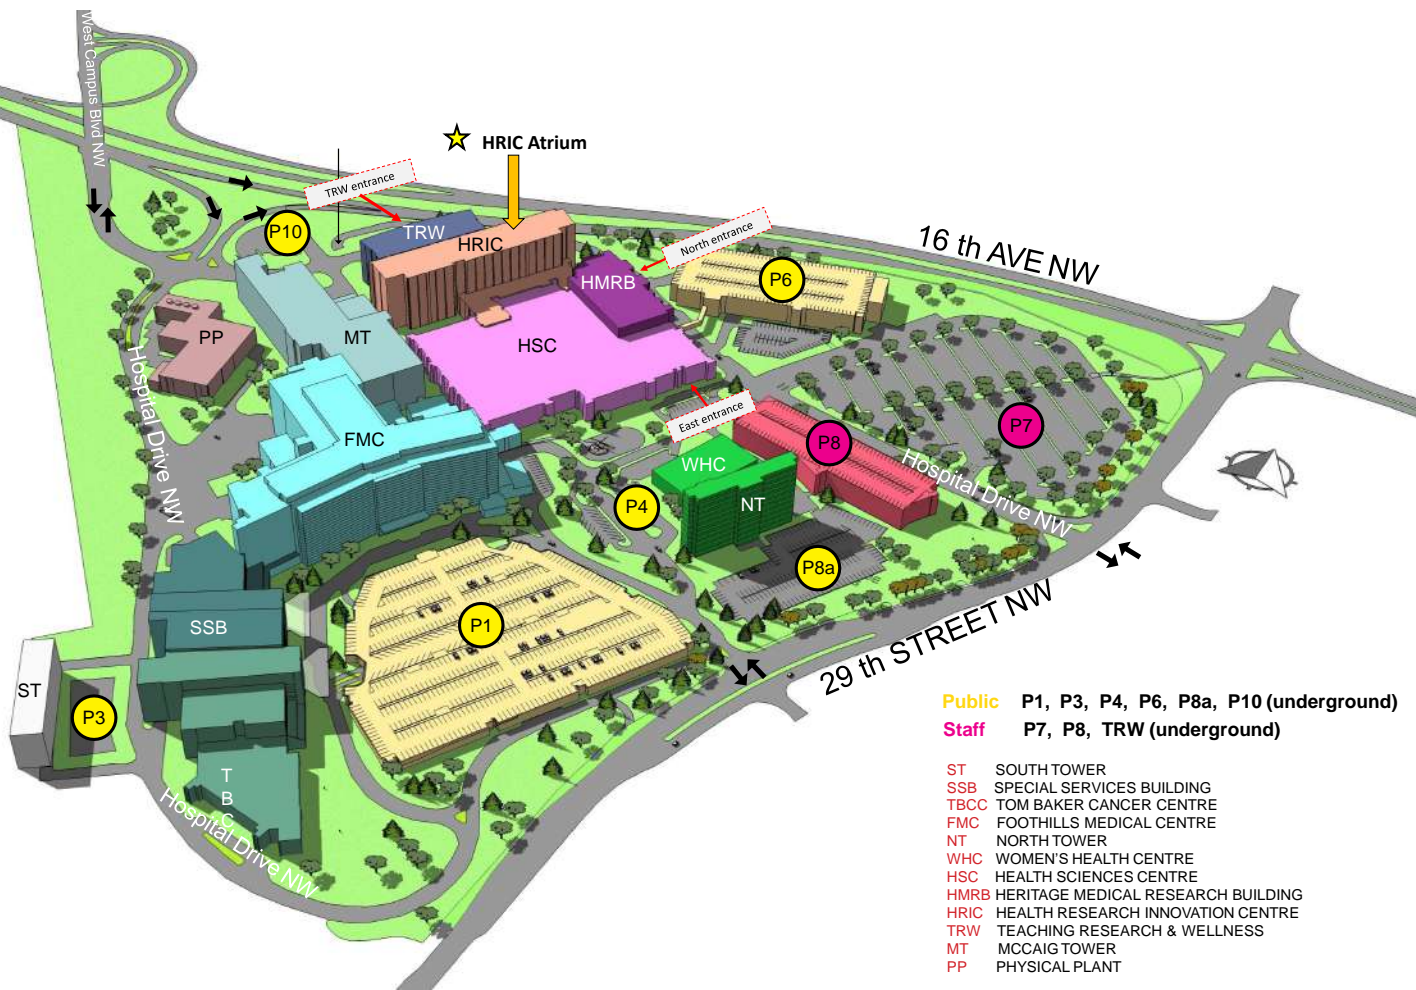 West Campus Blvd NW
HRIC Atrium
TRW entrance
P10
TRW
HRIC
North entrance
16 th AVE NW
HMRB
P6
PP
MT
HSC
Hospital Drive NW
East entrance
FMC
P8
P7
WHC
Hospital Drive NW
P4
NT
P8a
P1
SSB
29 th STREET NW
ST
P3
T
B
C
Hospital Drive NW
Public P1, P3, P4, P6, P8a, P10 (underground)
Staff P7, P8, TRW (underground)
ST SOUTH TOWER
SSB SPECIAL SERVICES BUILDING
TBCC TOM BAKER CANCER CENTRE
FMC FOOTHILLS MEDICAL CENTRE
NT NORTH TOWER
WHC WOMEN'S HEALTH CENTRE
HSC HEALTH SCIENCES CENTRE
HMRB HERITAGE MEDICAL RESEARCH BUILDING
HRIC HEALTH RESEARCH INNOVATION CENTRE
TRW TEACHING RESEARCH & WELLNESS
MT MCCAIG TOWER
PP PHYSICAL PLANT